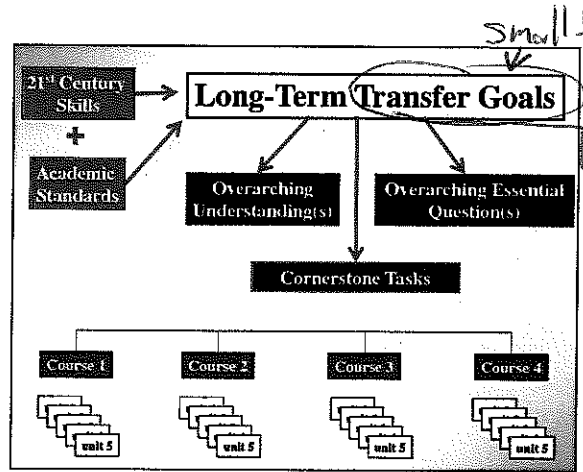 Small
21st Century
Skills
+
Academic
Standards
Long-Term Transfer Goals
Overarching
Understanding(s)
Overarching Essential
Question(s)
Cornerstone Tasks
Course 1
Course 2
Course 3
Course 4
unit 5
unit 5
unit 5
unit 5